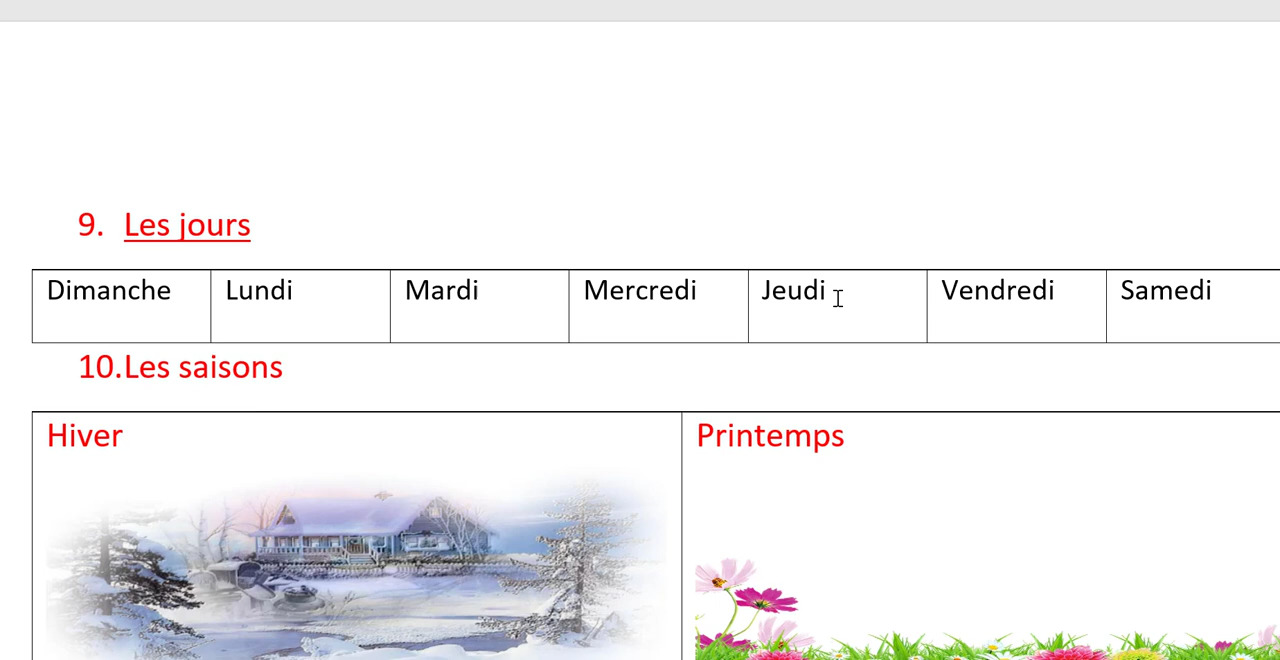 9. Les jours
Dimanche Lundi Mardi Mercredi Jeudi Vendredi Samedi
10.Les saisons
Hiver Printemps